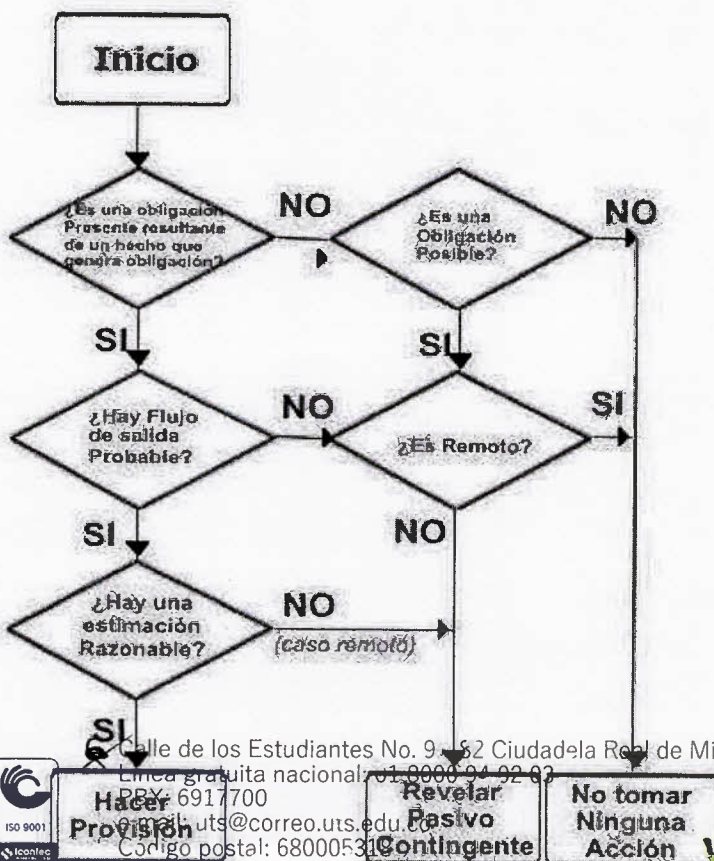 Inicio
¿Es una obligación
Presente resultante
de un hecho que
genera obligación?
NO
¿Es una
Obligación
Posible?
NO
SI
SI
¿Hay Flujo
de salida
Probable?
NO
¿Es Remoto?
SI
SI
NO
¿Hay una
estimación
Razonable?
NO
(caso remoto)
SI
Calle de los Estudiantes No. 9 Ciudadela Real de Mi
Línea gratuita nacional: 01 8000 94 02 03
PBX: 6917700
e-mail: uts@correo.uts.edu.co
Código postal: 680005318
Hacer
Provisión
Revelar
Pasivo
Contingente
No tomar
Ninguna
Acción
ISO 9001
icontec